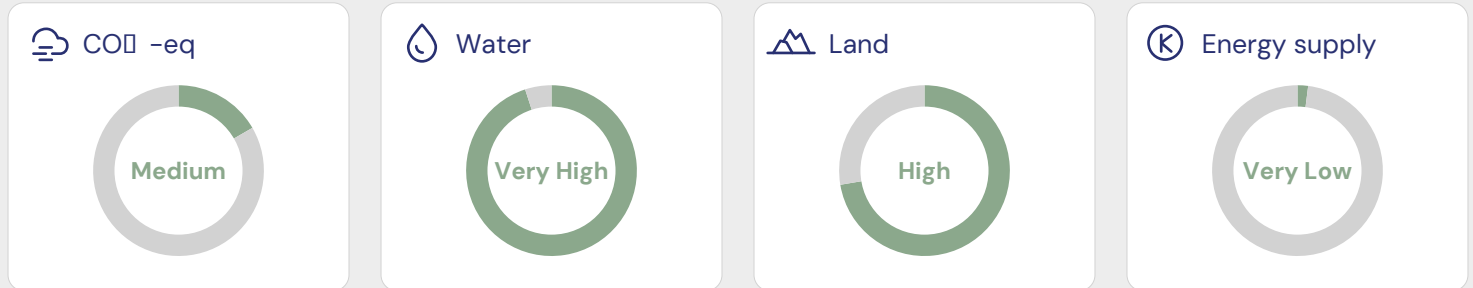 CO▯ -eq
Medium
Water
Very High
Land
High
Energy supply
Very Low